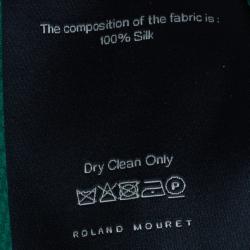 The composition of the fabric is :
100% Silk
Dry Clean Only
P
ROLAND MOURET